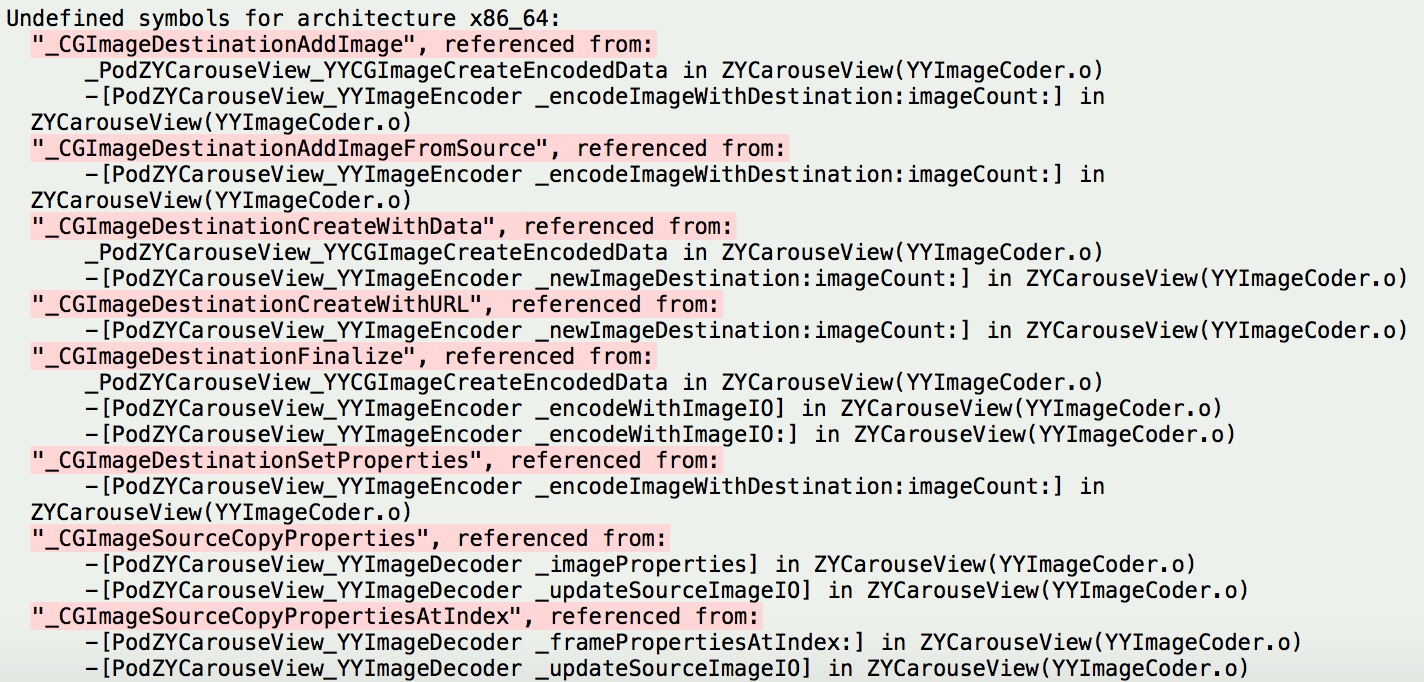 Undefined symbols for architecture x86_64:
"_CGImageDestinationAddImage", referenced from:
_PodZYCarouseView_YYCGImageCreateEncodedData in ZYCarouseView(YYImageCoder.o)
-[PodZYCarouseView_YYImageEncoder _encodeImageWithDestination:imageCount:] in
ZYCarouseView(YYImageCoder.o)
"_CGImageDestinationAddImageFromSource", referenced from:
-[PodZYCarouseView_YYImageEncoder _encodeImageWithDestination:imageCount:] in
ZYCarouseView(YYImageCoder.o)
"_CGImageDestinationCreateWithData", referenced from:
_PodZYCarouseView_YYCGImageCreateEncodedData in ZYCarouseView(YYImageCoder.o)
-[PodZYCarouseView_YYImageEncoder _newImageDestination:imageCount:] in ZYCarouseView(YYImageCoder.o)
"_CGImageDestinationCreateWithURL", referenced from:
-[PodZYCarouseView_YYImageEncoder _newImageDestination:imageCount:] in ZYCarouseView(YYImageCoder.o)
"_CGImageDestinationFinalize", referenced from:
_PodZYCarouseView_YYCGImageCreateEncodedData in ZYCarouseView(YYImageCoder.o)
-[PodZYCarouseView_YYImageEncoder _encodeWithImageIO] in ZYCarouseView(YYImageCoder.o)
-[PodZYCarouseView_YYImageEncoder _encodeWithImageIO:] in ZYCarouseView(YYImageCoder.o)
"_CGImageDestinationSetProperties", referenced from:
-[PodZYCarouseView_YYImageEncoder _encodeImageWithDestination:imageCount:] in
ZYCarouseView(YYImageCoder.o)
"_CGImageSourceCopyProperties", referenced from:
-[PodZYCarouseView_YYImageDecoder _imageProperties] in ZYCarouseView(YYImageCoder.o)
-[PodZYCarouseView_YYImageDecoder _updateSourceImageIO] in ZYCarouseView(YYImageCoder.o)
"_CGImageSourceCopyPropertiesAtIndex", referenced from:
-[PodZYCarouseView_YYImageDecoder _framePropertiesAtIndex:] in ZYCarouseView(YYImageCoder.o)
-[PodZYCarouseView_YYImageDecoder _updateSourceImageIO] in ZYCarouseView(YYImageCoder.o)